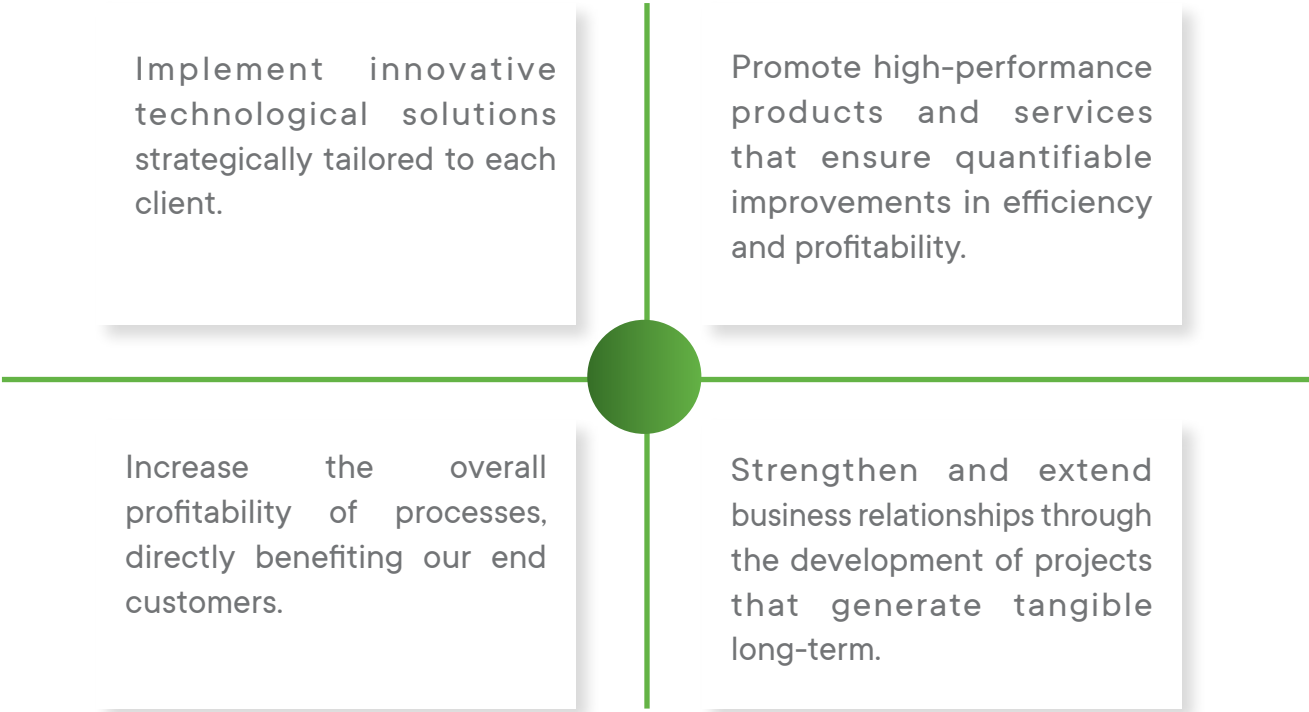 Implement innovative
technological solutions
strategically tailored to each
client.
Promote high-performance
products and services
that ensure quantifiable
improvements in efficiency
and profitability.
Increase the overall
profitability of processes,
directly benefiting our end
customers.
Strengthen and extend
business relationships through
the development of projects
that generate tangible
long-term.